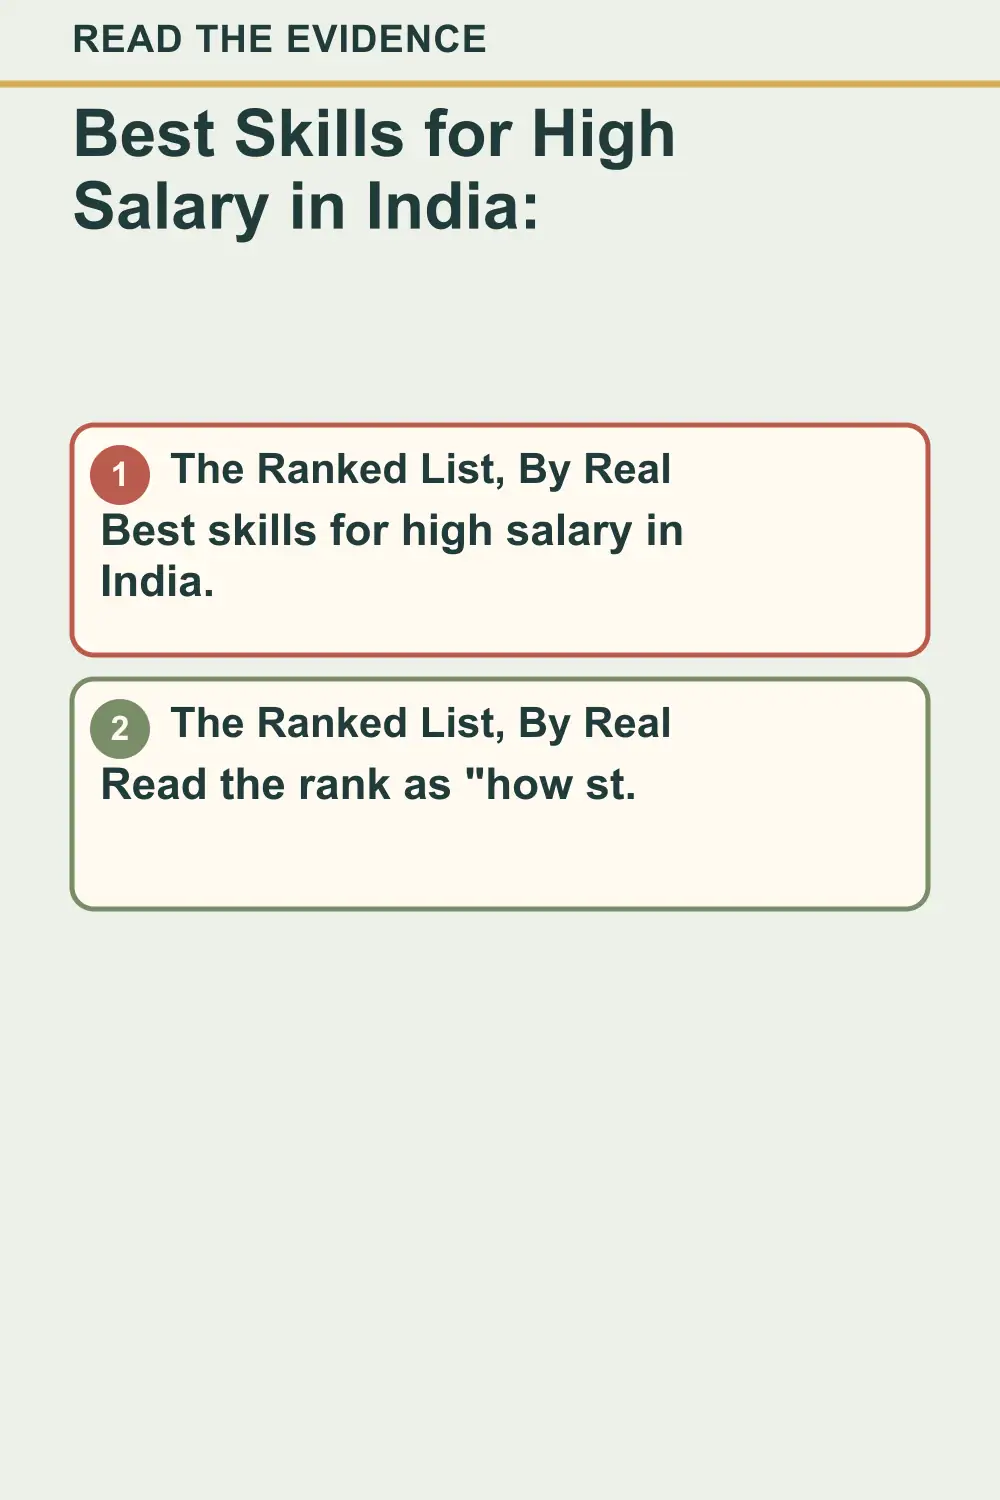 READ THE EVIDENCE
Best Skills for High
Salary in India:
1 The Ranked List, By Real
Best skills for high salary in
India.
2 The Ranked List, By Real
Read the rank as "how st.